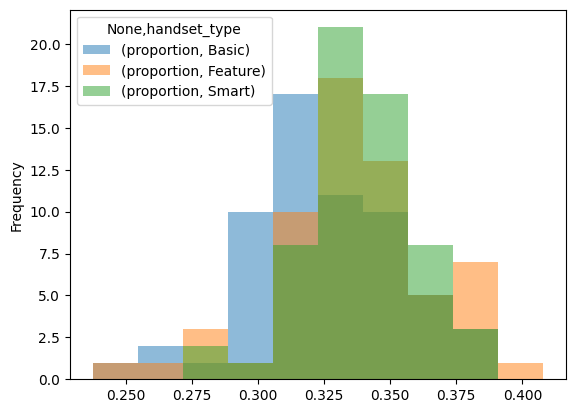 None,handset_type
(proportion, Basic)
(proportion, Feature)
(proportion, Smart)
Frequency
20.0
17.5
15.0
12.5
10.0
7.5
5.0
2.5
0.0
0.250 0.275 0.300 0.325 0.350 0.375 0.400